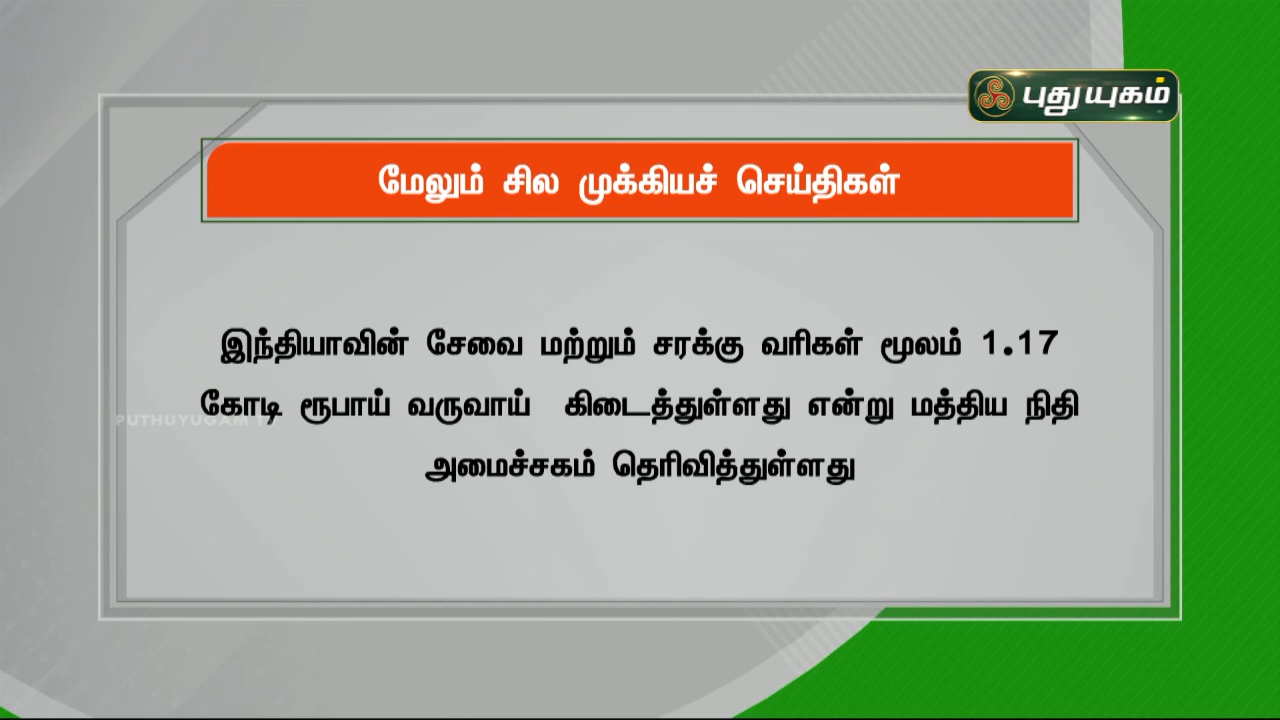 புதுயுகம்
மேலும் சில முக்கியச் செய்திகள்
இந்தியாவின் சேவை மற்றும் சரக்கு வரிகள் மூலம் 1.17
கோடி ரூபாய் வருவாய் கிடைத்துள்ளது என்று மத்திய நிதி
PUTHUYUGAM TV
அமைச்சகம் தெரிவித்துள்ளது